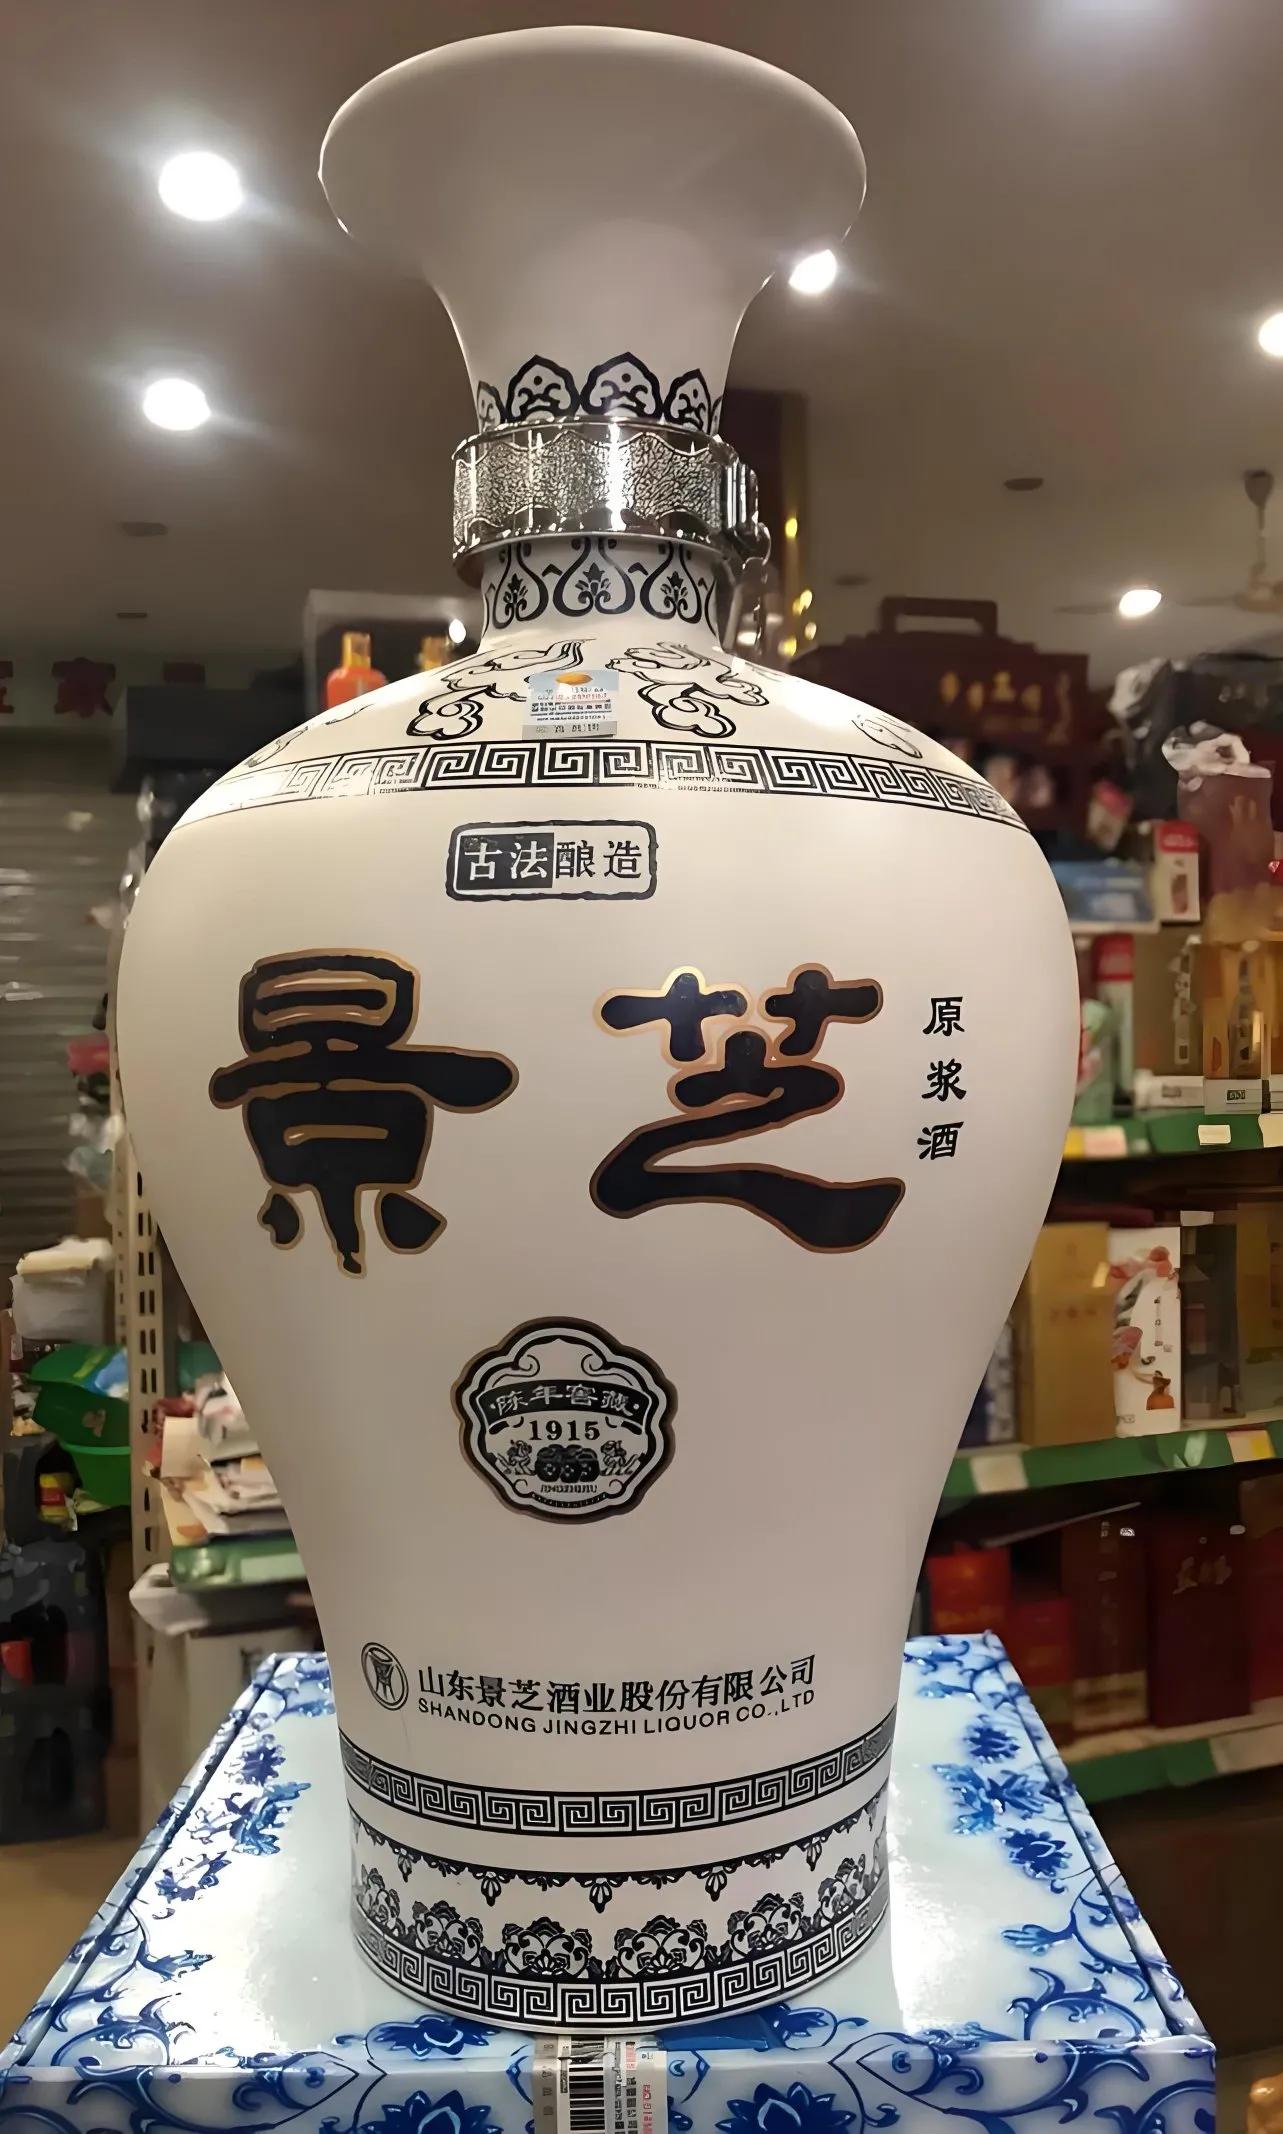 古法酿造
景芝
原浆酒
陈年窖藏
1915
山东景芝酒业股份有限公司
SHANDONG JINGZHI LIQUOR CO.,LTD